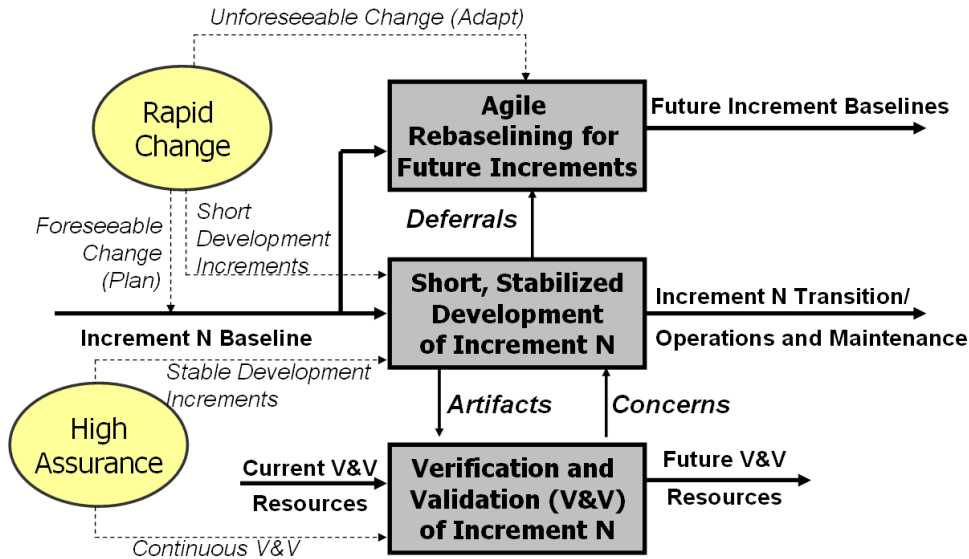 Unforeseeable Change (Adapt)
Rapid
Change
Agile
Rebaselining for
Future Increments
Future Increment Baselines
Foreseeable
Change
(Plan)
Short
Development
Increments
Deferrals
Short, Stabilized
Development
of Increment N
Increment N Transition/
Operations and Maintenance
Increment N Baseline
Stable Development
Increments
High
Assurance
Artifacts
Concerns
Current V&V
Resources
Verification and
Validation (V&V)
of Increment N
Future V&V
Resources
Continuous V&V